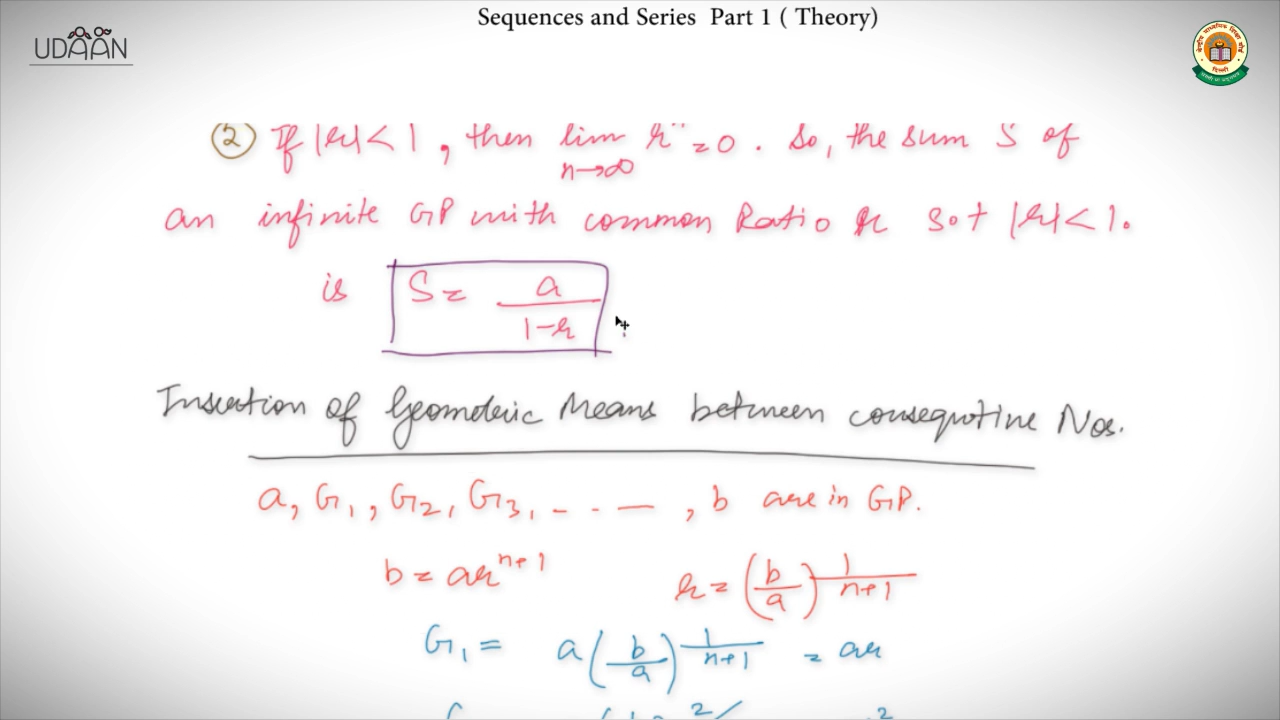 Sequences and Series Part 1 ( Theory)
UDAAN
② If |r|<1, then lim rⁿ=0. So, the sum S of
n→∞
an infinite GP with common Ratio r s.t |r|<1.
is S= a/(1-r)
Insertion of Geometric Means between consequtive Nos.
a, G₁, G₂, G₃, - - - —, b are in GP.
b = arⁿ⁺¹ r = (b/a)^(1/(n+1))
G₁ = a(b/a)^(1/(n+1)) = ar